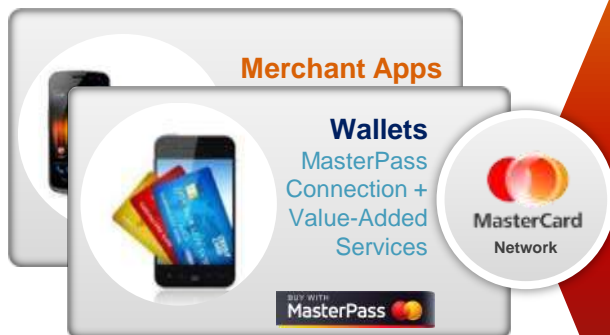 Merchant Apps
Wallets
MasterPass
Connection +
Value-Added
Services
BUY WITH
MasterPass
MasterCard
Network